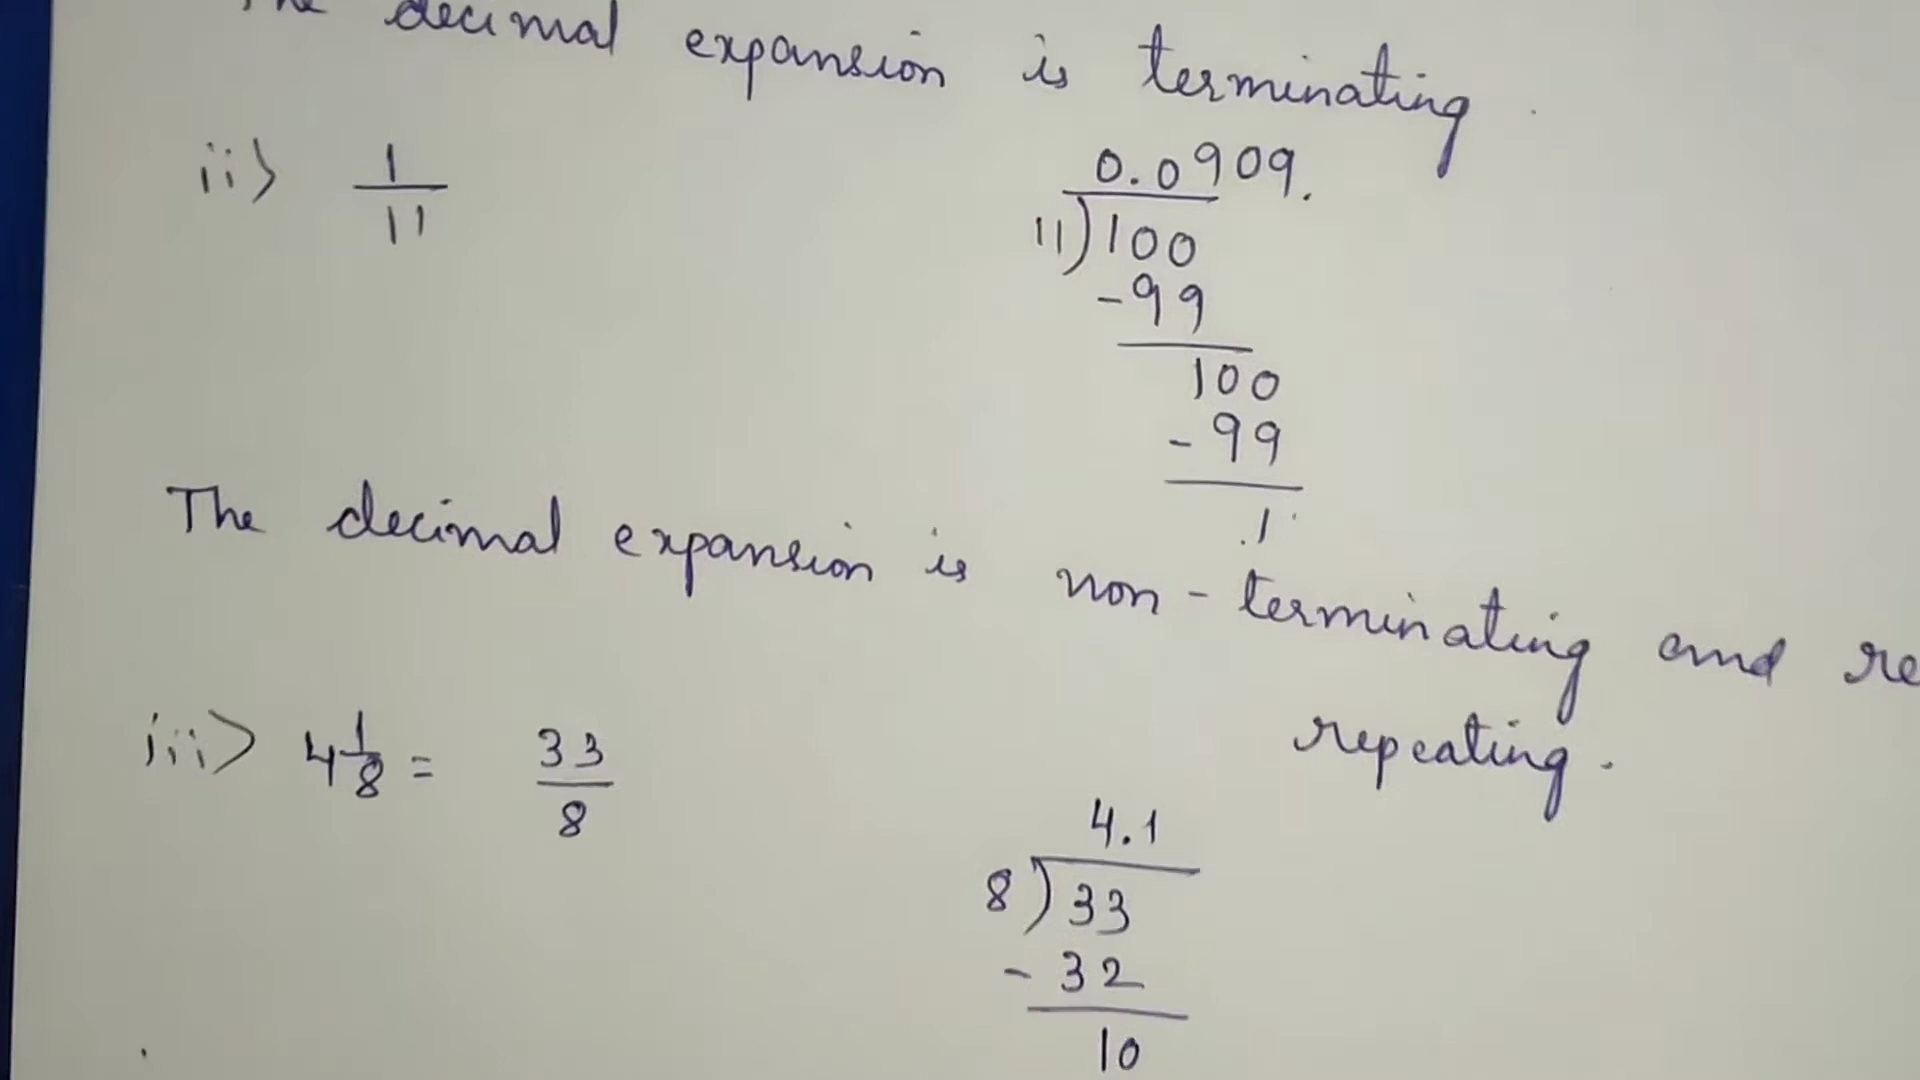 The decimal expansion is terminating
ii> 1/11
0.0909.
11)100
-99
100
-99
.1
The decimal expansion is non-terminating and re
repeating.
iii> 4 1/8 = 33/8
4.1
8)33
-32
10